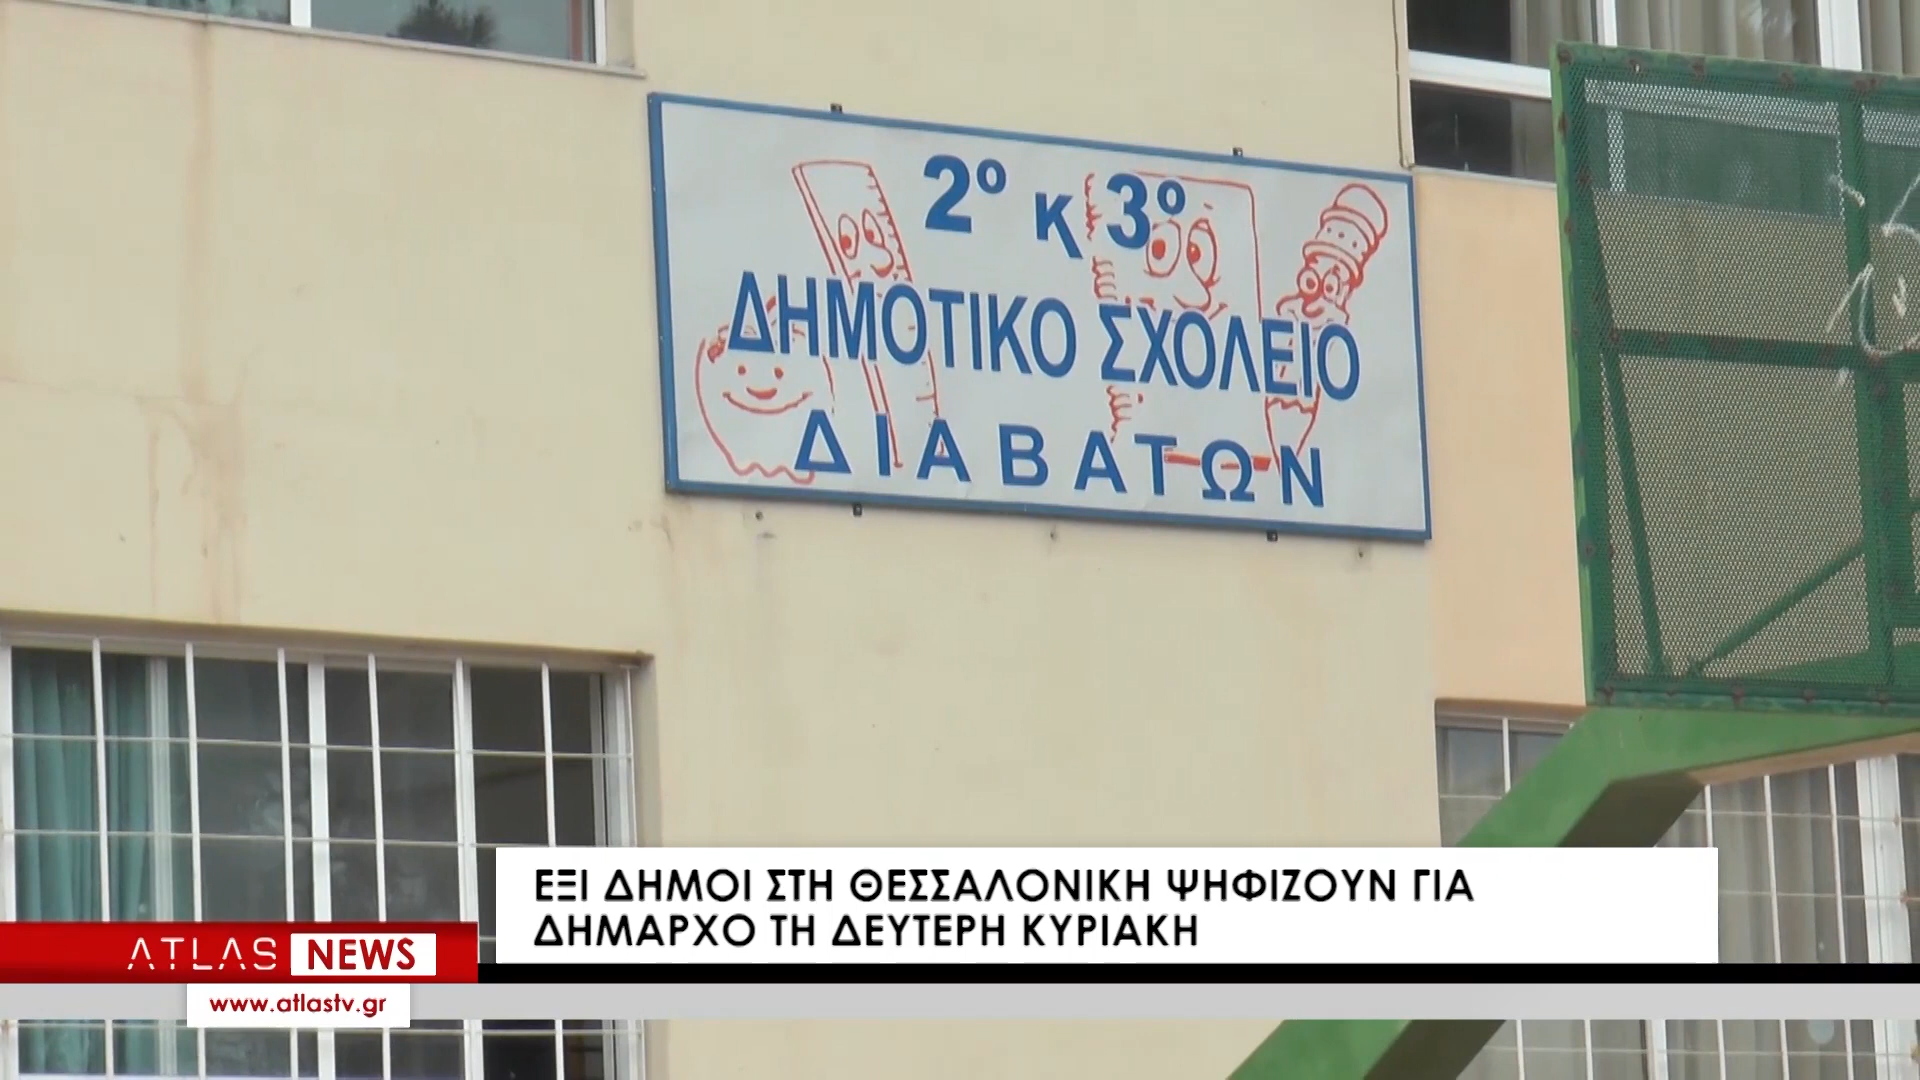 2ο κ 3ο
ΔΗΜΟΤΙΚΟ ΣΧΟΛΕΙΟ
ΔΙΑΒΑΤΩΝ
ΕΞΙ ΔΗΜΟΙ ΣΤΗ ΘΕΣΣΑΛΟΝΙΚΗ ΨΗΦΙΖΟΥΝ ΓΙΑ
ΔΗΜΑΡΧΟ ΤΗ ΔΕΥΤΕΡΗ ΚΥΡΙΑΚΗ
ATLAS NEWS
www.atlastv.gr